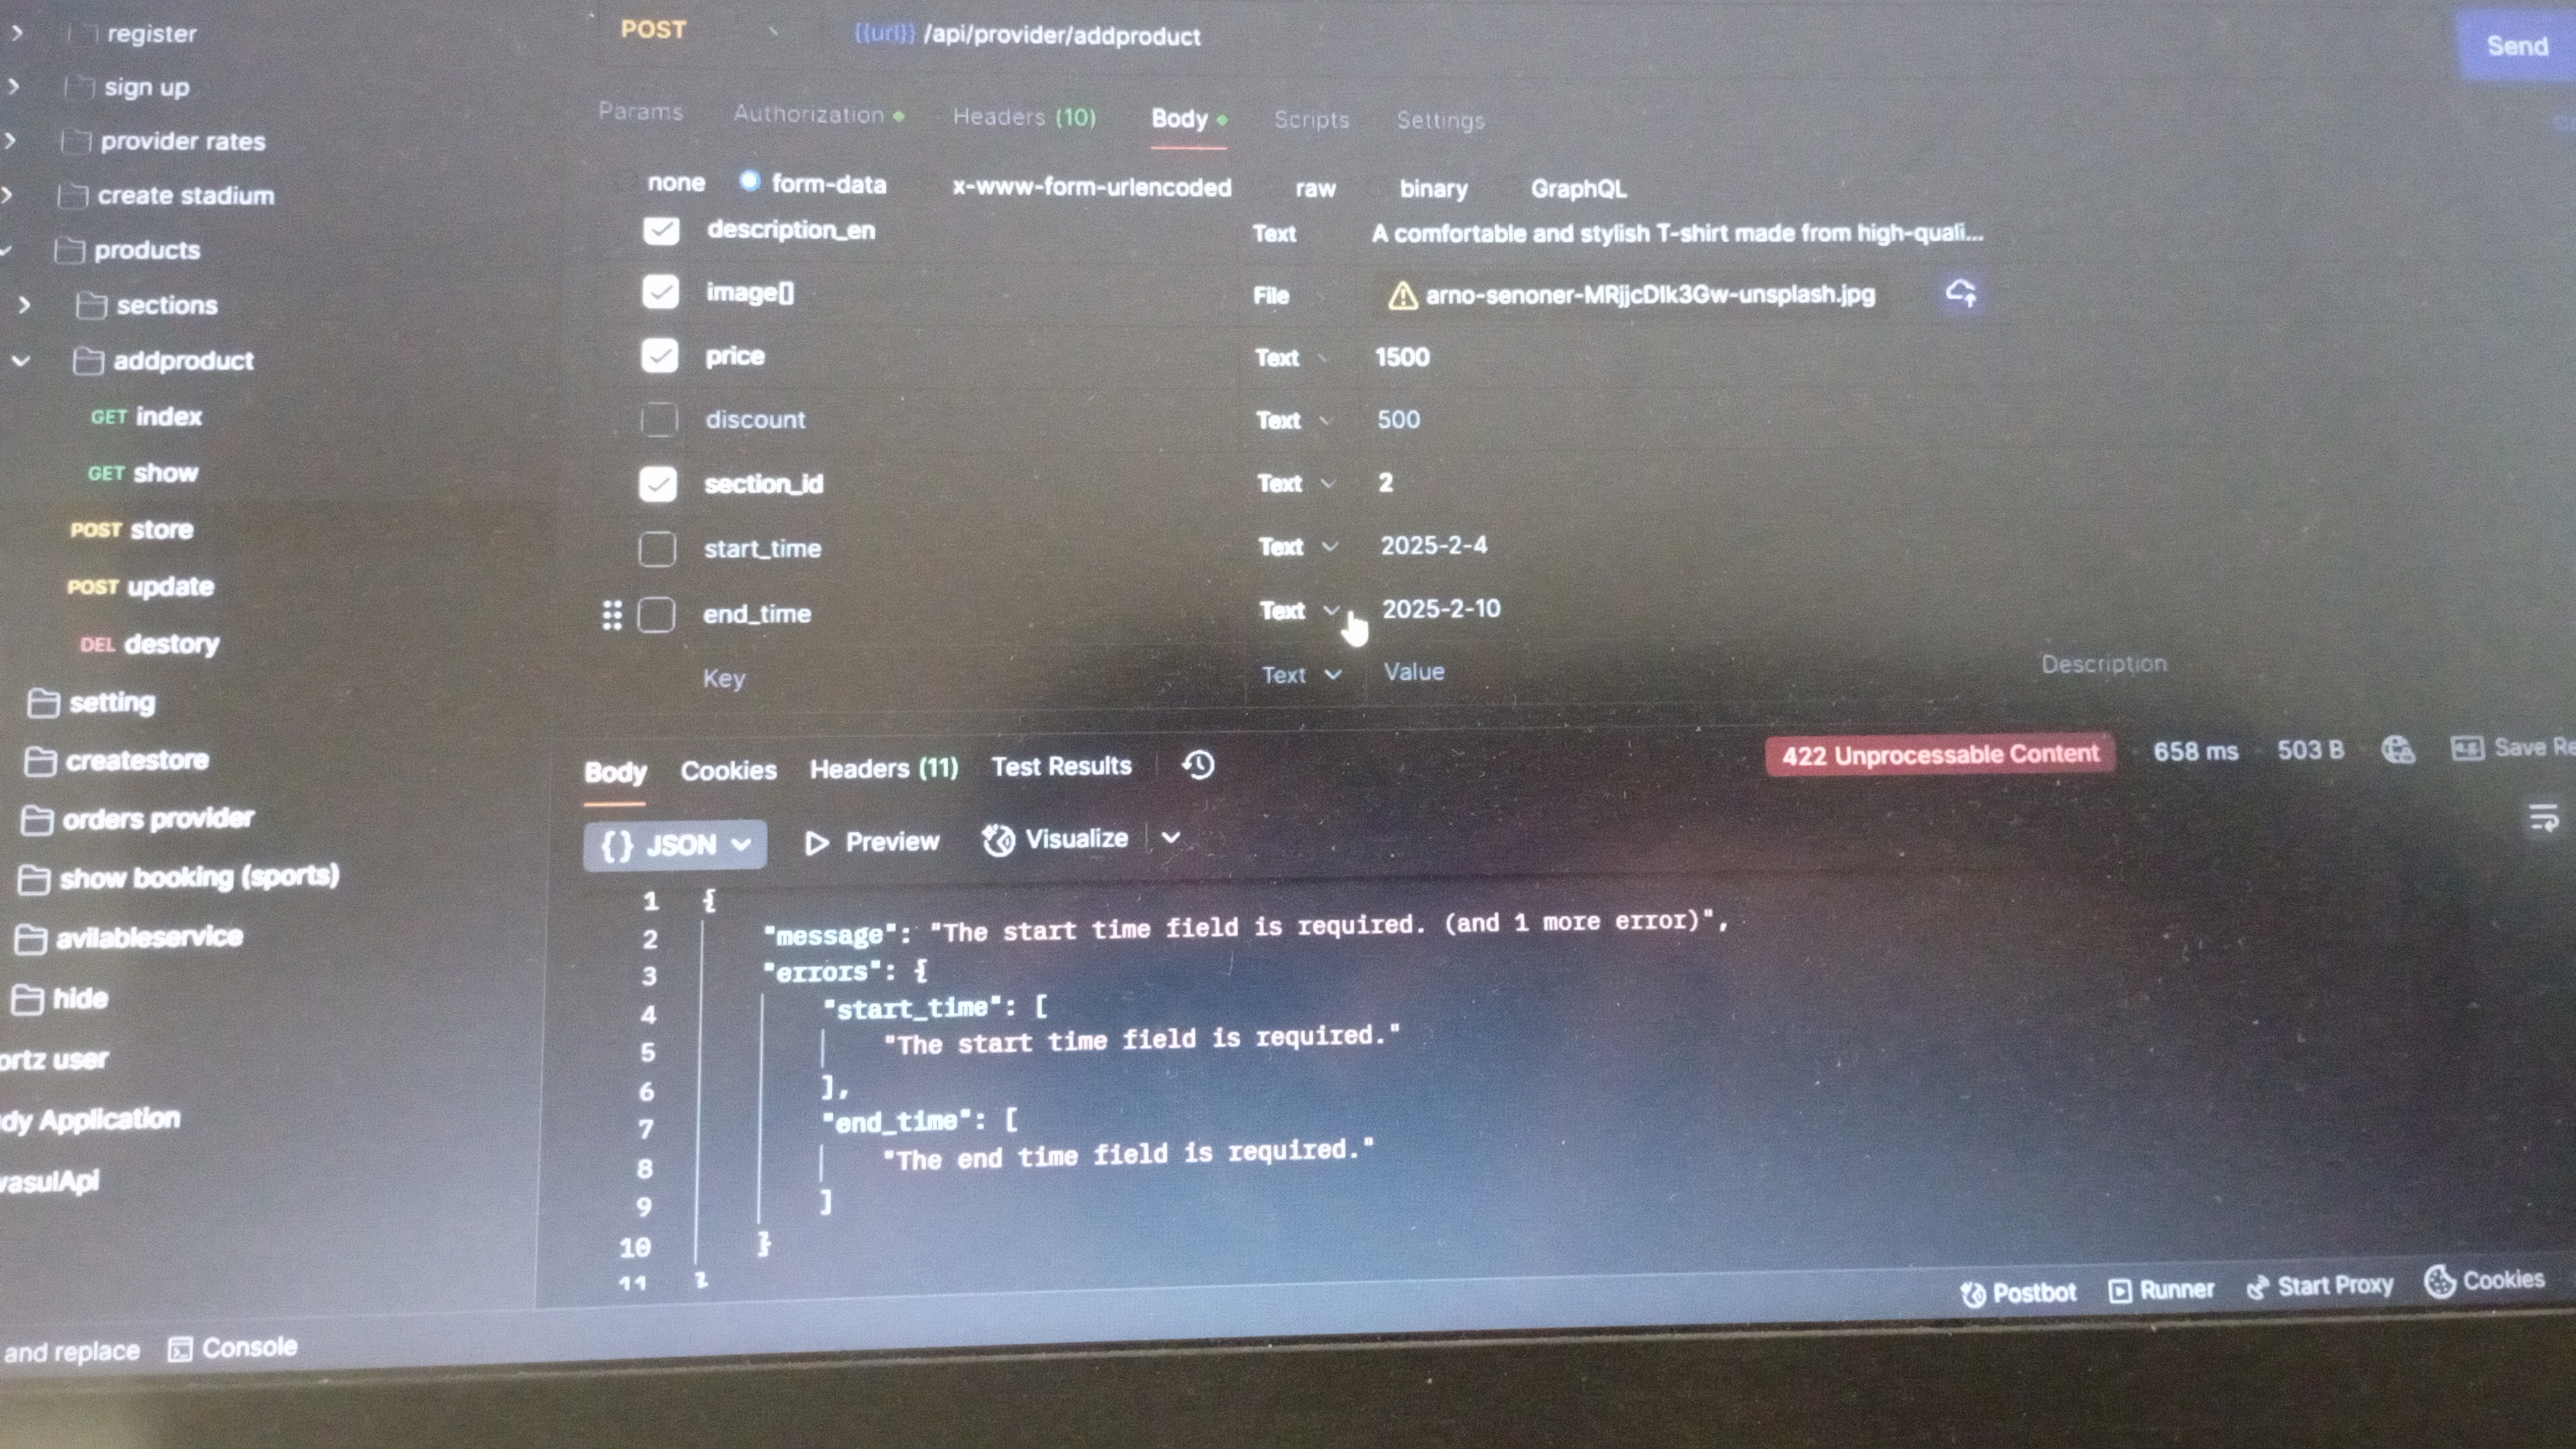 register
sign up
provider rates
create stadium
products
sections
addproduct
GET index
GET show
POST store
POST update
DEL destory
setting
createstore
orders provider
show booking (sports)
avilableservice
hide
ortz user
dy Application
vasulApi
and replace
Console
POST
{{url}} /api/provider/addproduct
Send
Params
Authorization
Headers (10)
Body
Scripts
Settings
none
form-data
x-www-form-urlencoded
raw
binary
GraphQL
description_en Text A comfortable and stylish T-shirt made from high-quali...
image[] File arno-senoner-MRjjcDIk3Gw-unsplash.jpg
price Text 1500
discount Text 500
section_id Text 2
start_time Text 2025-2-4
end_time Text 2025-2-10
Key Text Value Description
Body Cookies Headers (11) Test Results
422 Unprocessable Content 658 ms 503 B
e.g. Save Re
{} JSON Preview Visualize
1 {
2 "message": "The start time field is required. (and 1 more error)",
3 "errors": {
4 "start_time": [
5 "The start time field is required."
6 ],
7 "end_time": [
8 "The end time field is required."
9 ]
10 }
11 }
Postbot Runner Start Proxy Cookies